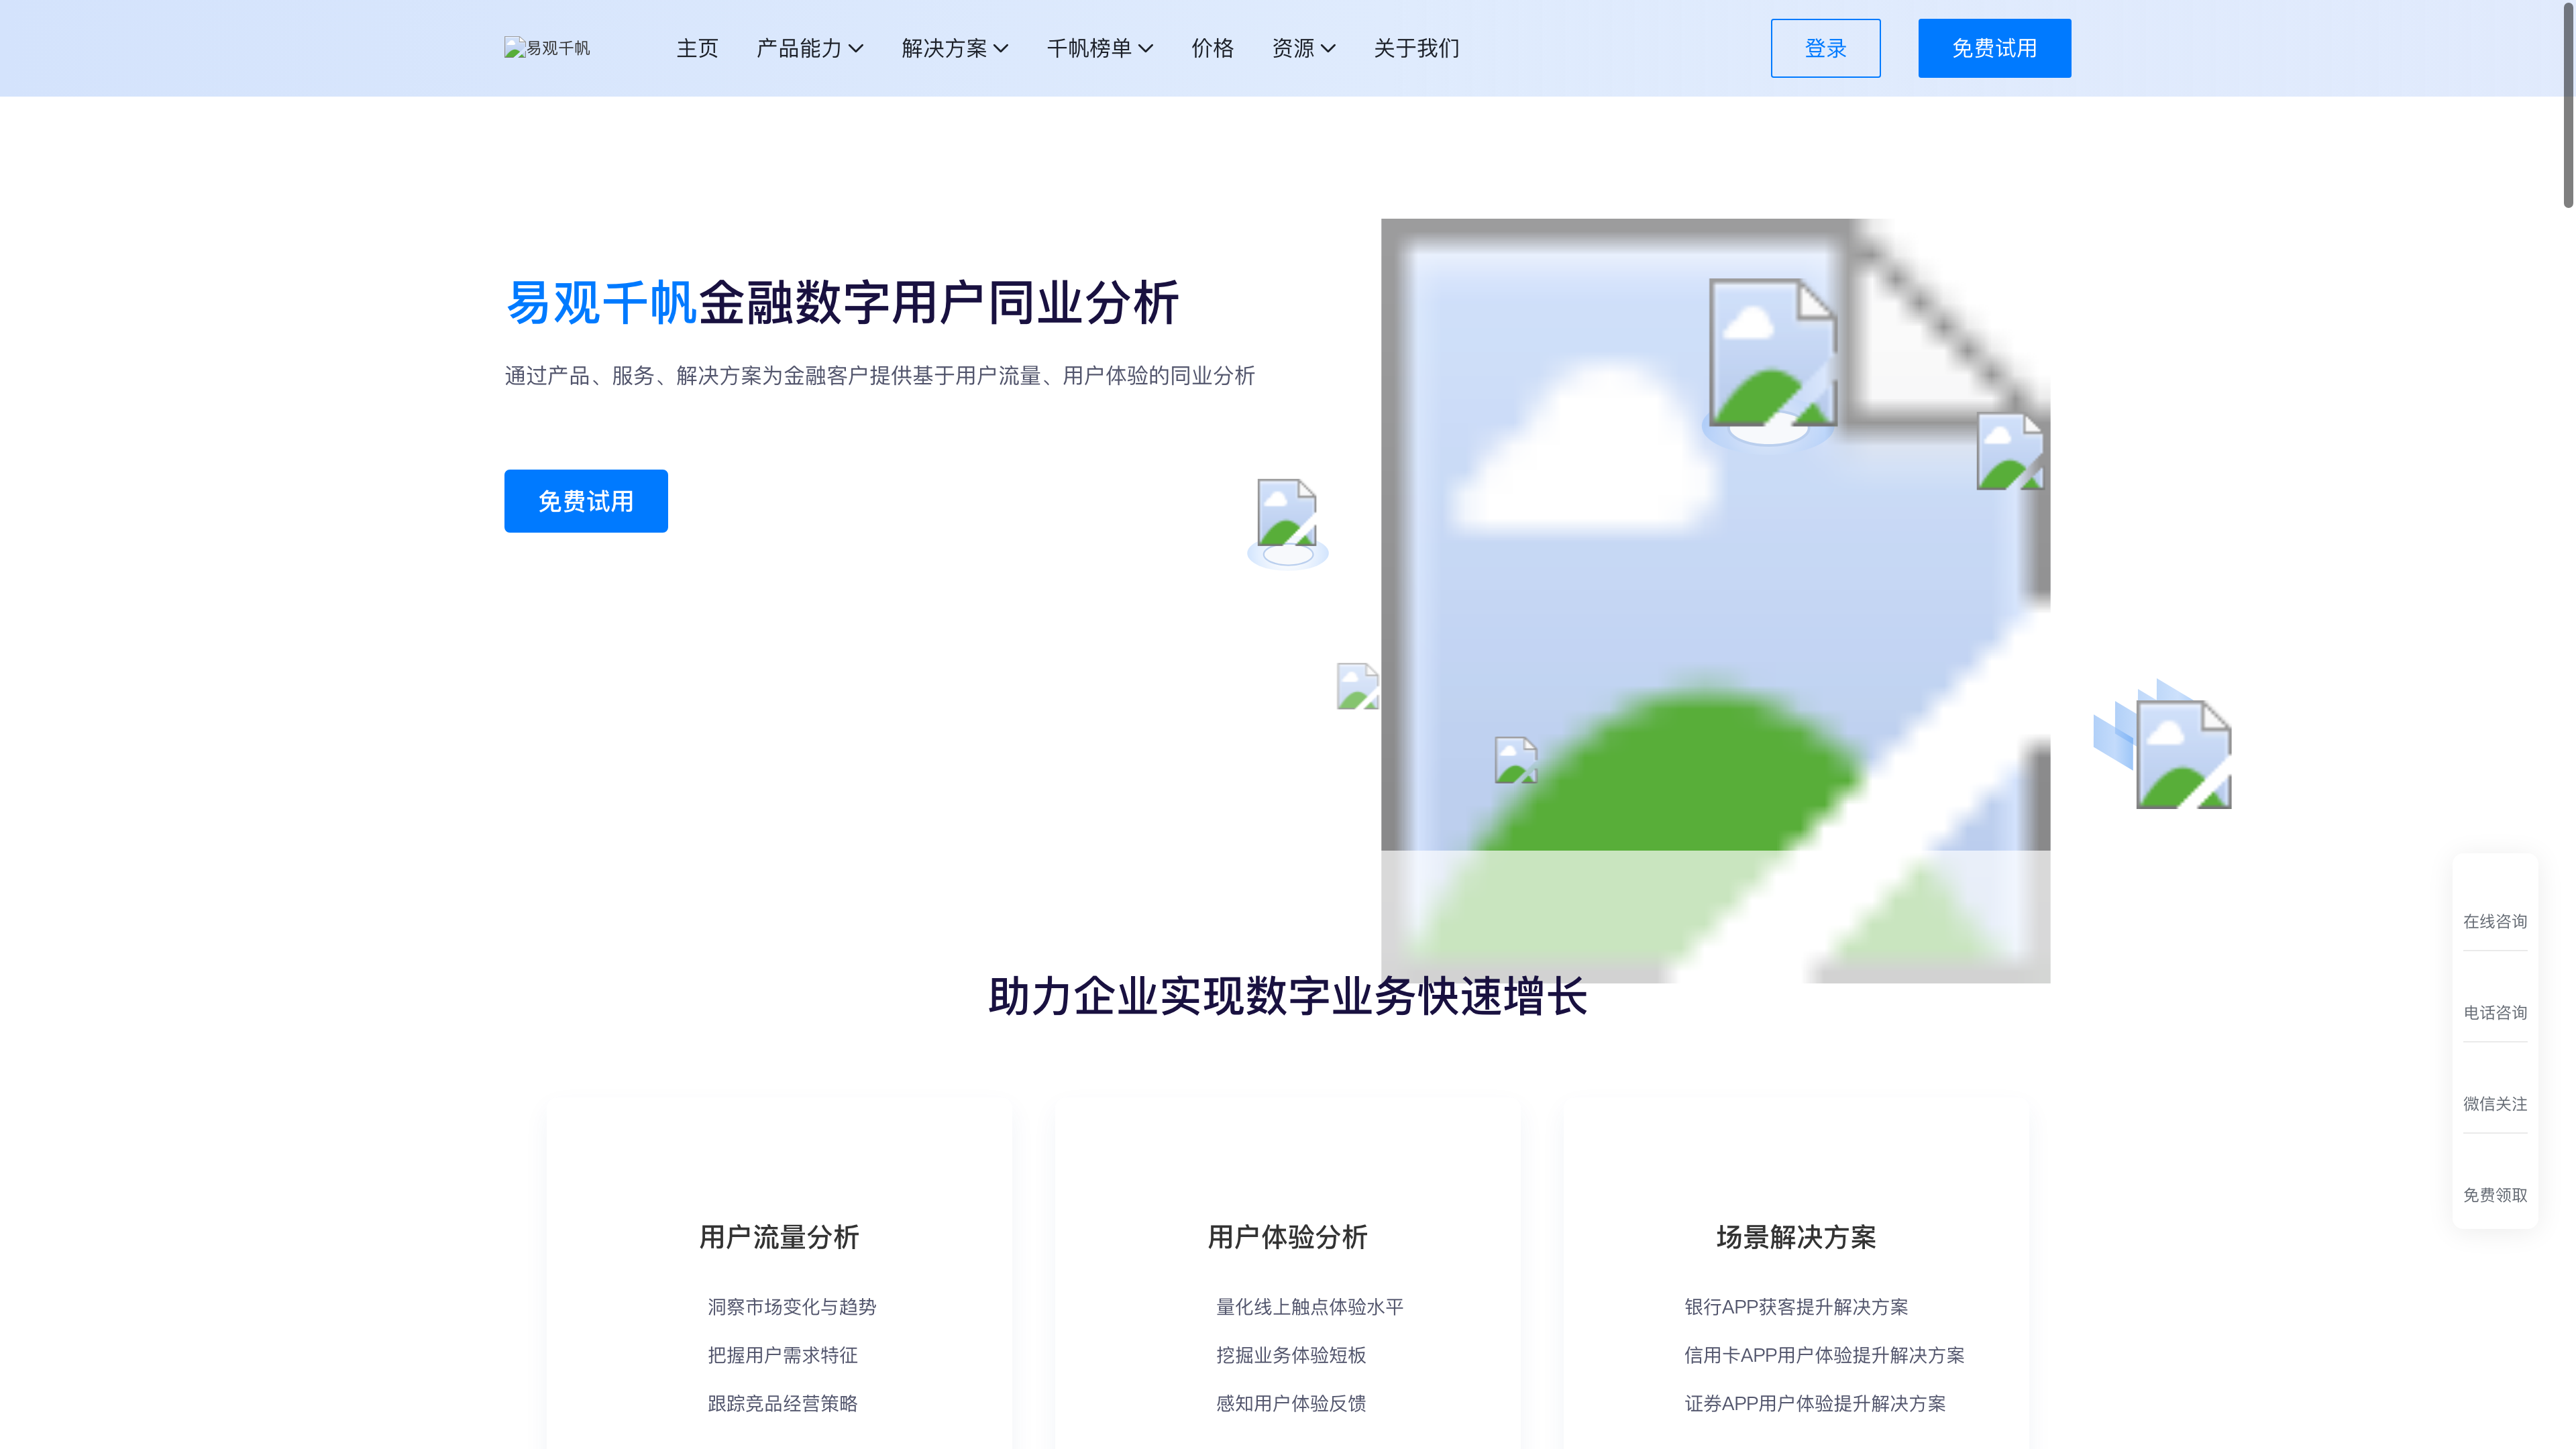 易观千帆
主页
产品能力
解决方案
千帆榜单
价格
资源
关于我们
登录
免费试用
易观千帆金融数字用户同业分析
通过产品、服务、解决方案为金融客户提供基于用户流量、用户体验的同业分析
免费试用
在线咨询
电话咨询
微信关注
免费领取
助力企业实现数字业务快速增长
用户流量分析
洞察市场变化与趋势
把握用户需求特征
跟踪竞品经营策略
用户体验分析
量化线上触点体验水平
挖掘业务体验短板
感知用户体验反馈
场景解决方案
银行APP获客提升解决方案
信用卡APP用户体验提升解决方案
证券APP用户体验提升解决方案